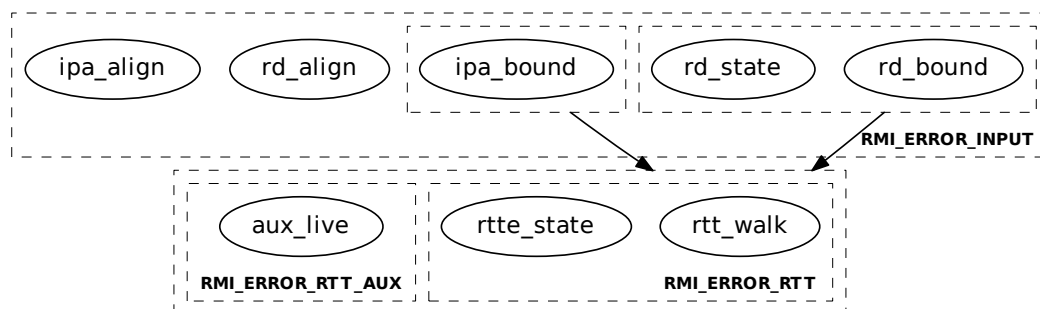 ipa_align rd_align ipa_bound rd_state rd_bound
RMI_ERROR_INPUT
aux_live rtte_state rtt_walk
RMI_ERROR_RTT_AUX RMI_ERROR_RTT